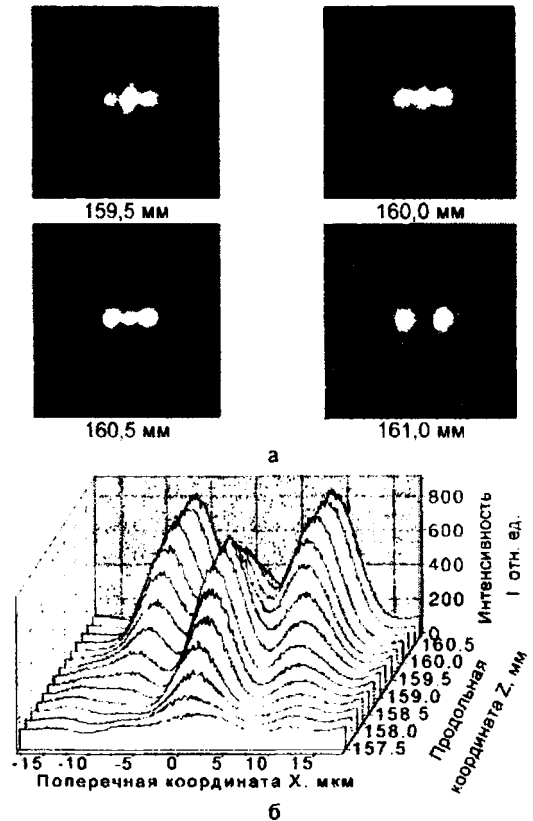 159,5 мм
160,0 мм
160,5 мм
161,0 мм
а
800
600
400
200
0
Интенсивность
I отн. ед.
160.5
160.0
159.5
159.0
158.5
158.0
157.5
Продольная
координата Z, мм
-15 -10 -5 0 5 10 15
Поперечная координата X. мкм
б